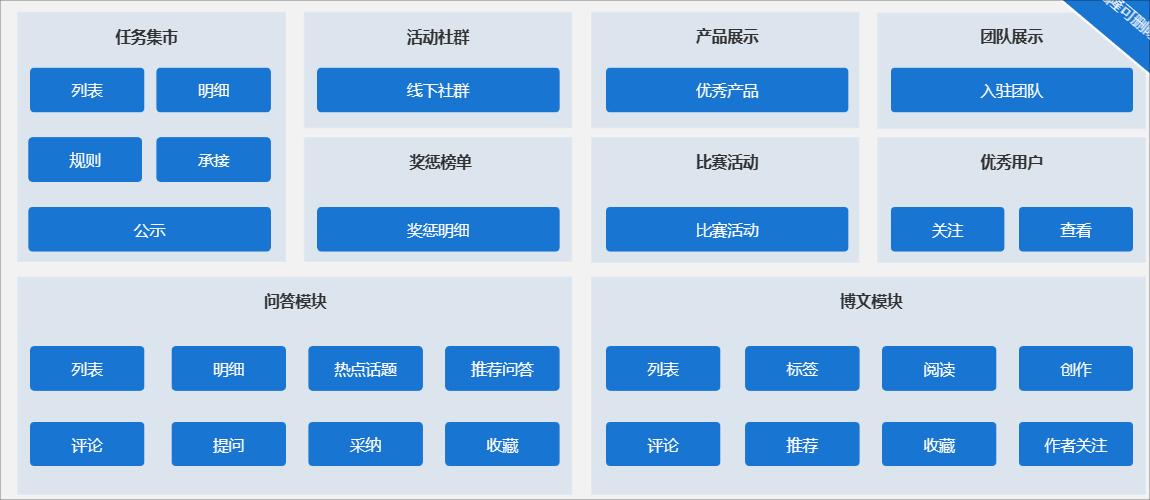 任务集市
列表
明细
规则
承接
公示
活动社群
线下社群
产品展示
优秀产品
团队展示
入驻团队
奖惩榜单
奖惩明细
比赛活动
比赛活动
优秀用户
关注
查看
问答模块
列表
明细
热点话题
推荐问答
评论
提问
采纳
收藏
博文模块
列表
标签
阅读
创作
评论
推荐
收藏
作者关注
可删